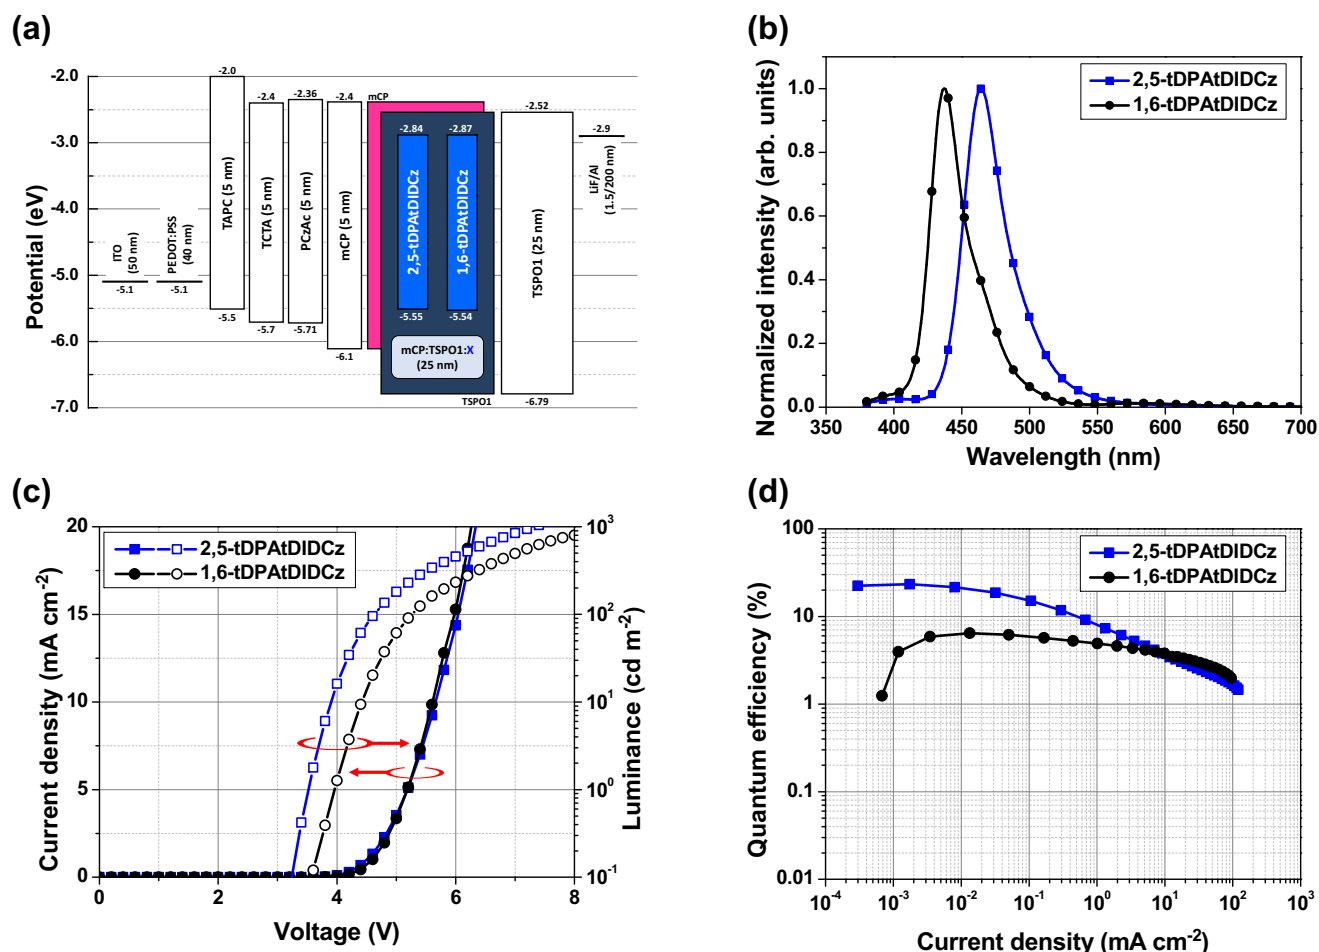 (a)
Potential (eV)
-2.0
-3.0
-4.0
-5.0
-6.0
-7.0
ITO
(50 nm)
-5.1
PEDOT:PSS
(40 nm)
-5.1
-2.0
TAPC (5 nm)
-5.5
-2.4
TCTA (5 nm)
-5.7
-2.36
PCzAc (5 nm)
-5.71
-2.4
mCP (5 nm)
-6.1
mCP
-2.84
2,5-tDPAtDIDCz
-5.55
-2.87
1,6-tDPAtDIDCz
-5.54
mCP:TSPO1:X
(25 nm)
TSPO1
-2.52
TSPO1 (25 nm)
-6.79
-2.9
LiF/Al
(1.5/200 nm)
(b)
Normalized intensity (arb. units)
1.0
0.8
0.6
0.4
0.2
0.0
2,5-tDPAtDIDCz
1,6-tDPAtDIDCz
350 400 450 500 550 600 650 700
Wavelength (nm)
(c)
Current density (mA cm⁻²)
20
15
10
5
0
2,5-tDPAtDIDCz
1,6-tDPAtDIDCz
10³
10²
10¹
10⁰
10⁻¹
Luminance (cd m⁻²)
0 2 4 6 8
Voltage (V)
(d)
Quantum efficiency (%)
100
10
1
0.1
0.01
2,5-tDPAtDIDCz
1,6-tDPAtDIDCz
10⁻⁴ 10⁻³ 10⁻² 10⁻¹ 10⁰ 10¹ 10² 10³
Current density (mA cm⁻²)